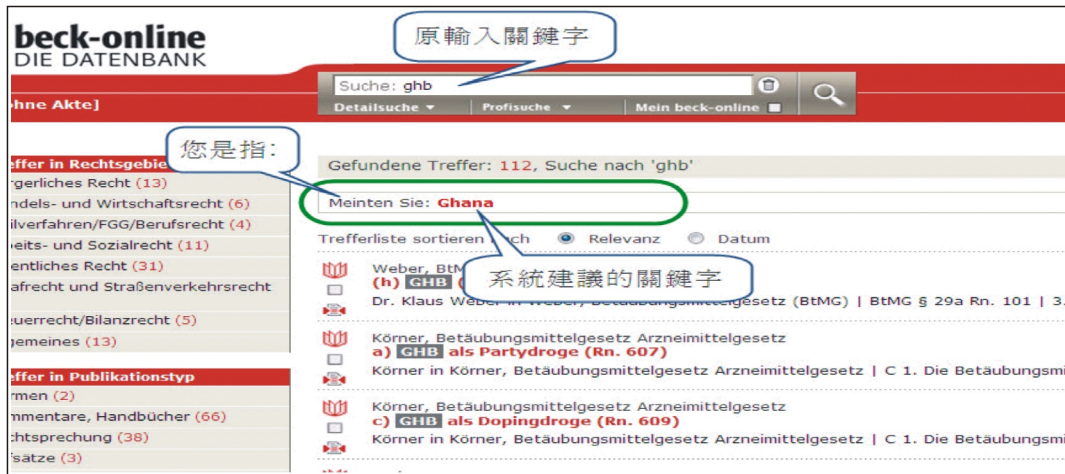 beck-online
DIE DATENBANK
原輸入關鍵字
Suche: ghb
Detailsuche
Profisuche
Mein beck-online
hne Akte]
您是指:
effer in Rechtsgebie
rgerliches Recht (13)
ndels- und Wirtschaftsrecht (6)
ilverfahren/FGG/Berufsrecht (4)
beits- und Sozialrecht (11)
entliches Recht (31)
rafrecht und Straßenverkehrsrecht
euerrecht/Bilanzrecht (5)
gemeines (13)
effer in Publikationstyp
rmen (2)
mmentare, Handbücher (66)
chtsprechung (38)
fsätze (3)
Gefundene Treffer: 112, Suche nach 'ghb'
Meinten Sie: Ghana
Trefferliste sortieren nach Relevanz Datum
系統建議的關鍵字
Weber, BtM
(h) GHB (
Dr. Klaus Weber in Weber, Betäubungsmittelgesetz (BtMG) | BtMG § 29a Rn. 101 | 3.
Körner, Betäubungsmittelgesetz Arzneimittelgesetz
a) GHB als Partydroge (Rn. 607)
Körner in Körner, Betäubungsmittelgesetz Arzneimittelgesetz | C 1. Die Betäubungsmi
Körner, Betäubungsmittelgesetz Arzneimittelgesetz
c) GHB als Dopingdroge (Rn. 609)
Körner in Körner, Betäubungsmittelgesetz Arzneimittelgesetz | C 1. Die Betäubungsmi